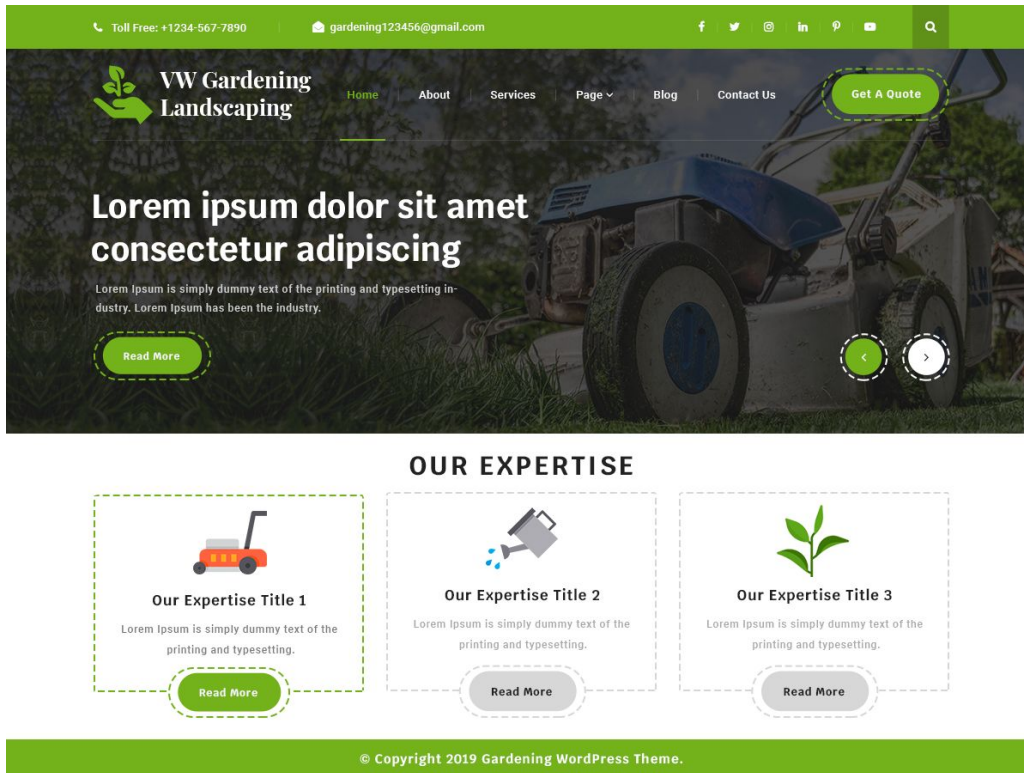 Toll Free: +1234-567-7890 gardening123456@gmail.com
VW Gardening
Landscaping
Home About Services Page Blog Contact Us Get A Quote
Lorem ipsum dolor sit amet
consectetur adipiscing
Lorem Ipsum is simply dummy text of the printing and typesetting in-
dustry. Lorem Ipsum has been the industry.
Read More
OUR EXPERTISE
Our Expertise Title 1
Lorem Ipsum is simply dummy text of the
printing and typesetting.
Read More
Our Expertise Title 2
Lorem Ipsum is simply dummy text of the
printing and typesetting.
Read More
Our Expertise Title 3
Lorem Ipsum is simply dummy text of the
printing and typesetting.
Read More
© Copyright 2019 Gardening WordPress Theme.